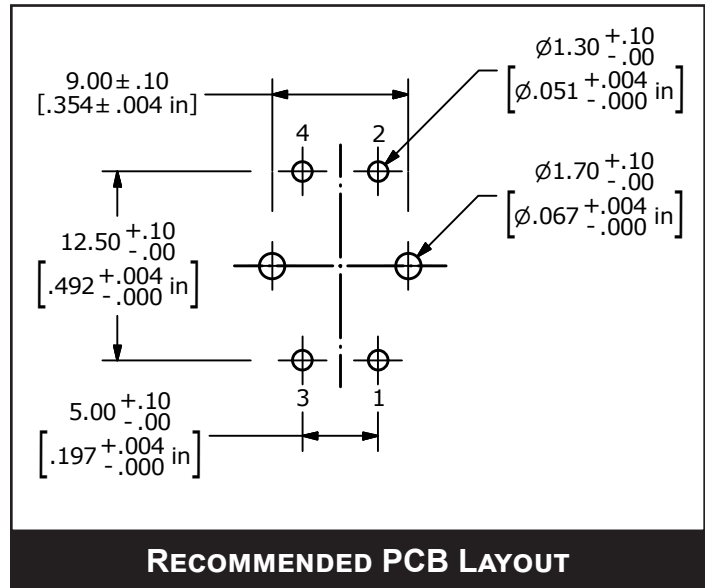 9.00± .10
[.354± .004 in]
Ø1.30 +.10 -.00
[Ø.051 +.004 -.000 in]
4 2
Ø1.70 +.10 -.00
[Ø.067 +.004 -.000 in]
12.50 +.10 -.00
[.492 +.004 -.000 in]
3 1
5.00 +.10 -.00
[.197 +.004 -.000 in]
RECOMMENDED PCB LAYOUT